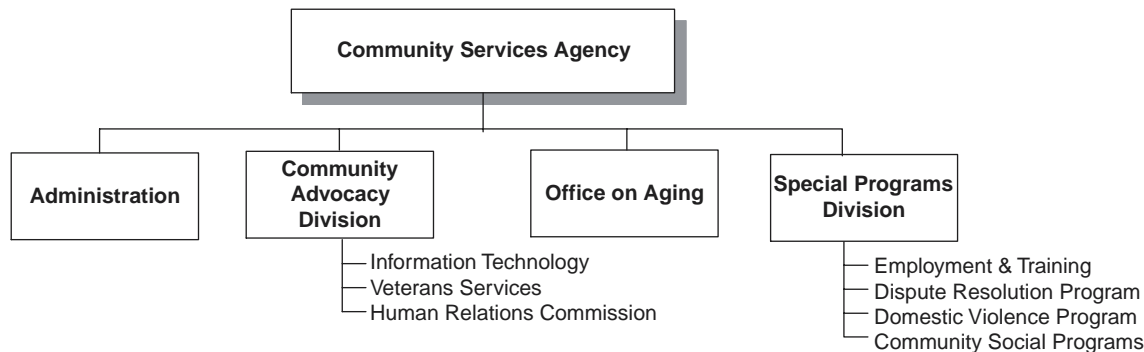 Community Services Agency
Administration
Community
Advocacy
Division
Office on Aging
Special Programs
Division
Information Technology
Veterans Services
Human Relations Commission
Employment & Training
Dispute Resolution Program
Domestic Violence Program
Community Social Programs